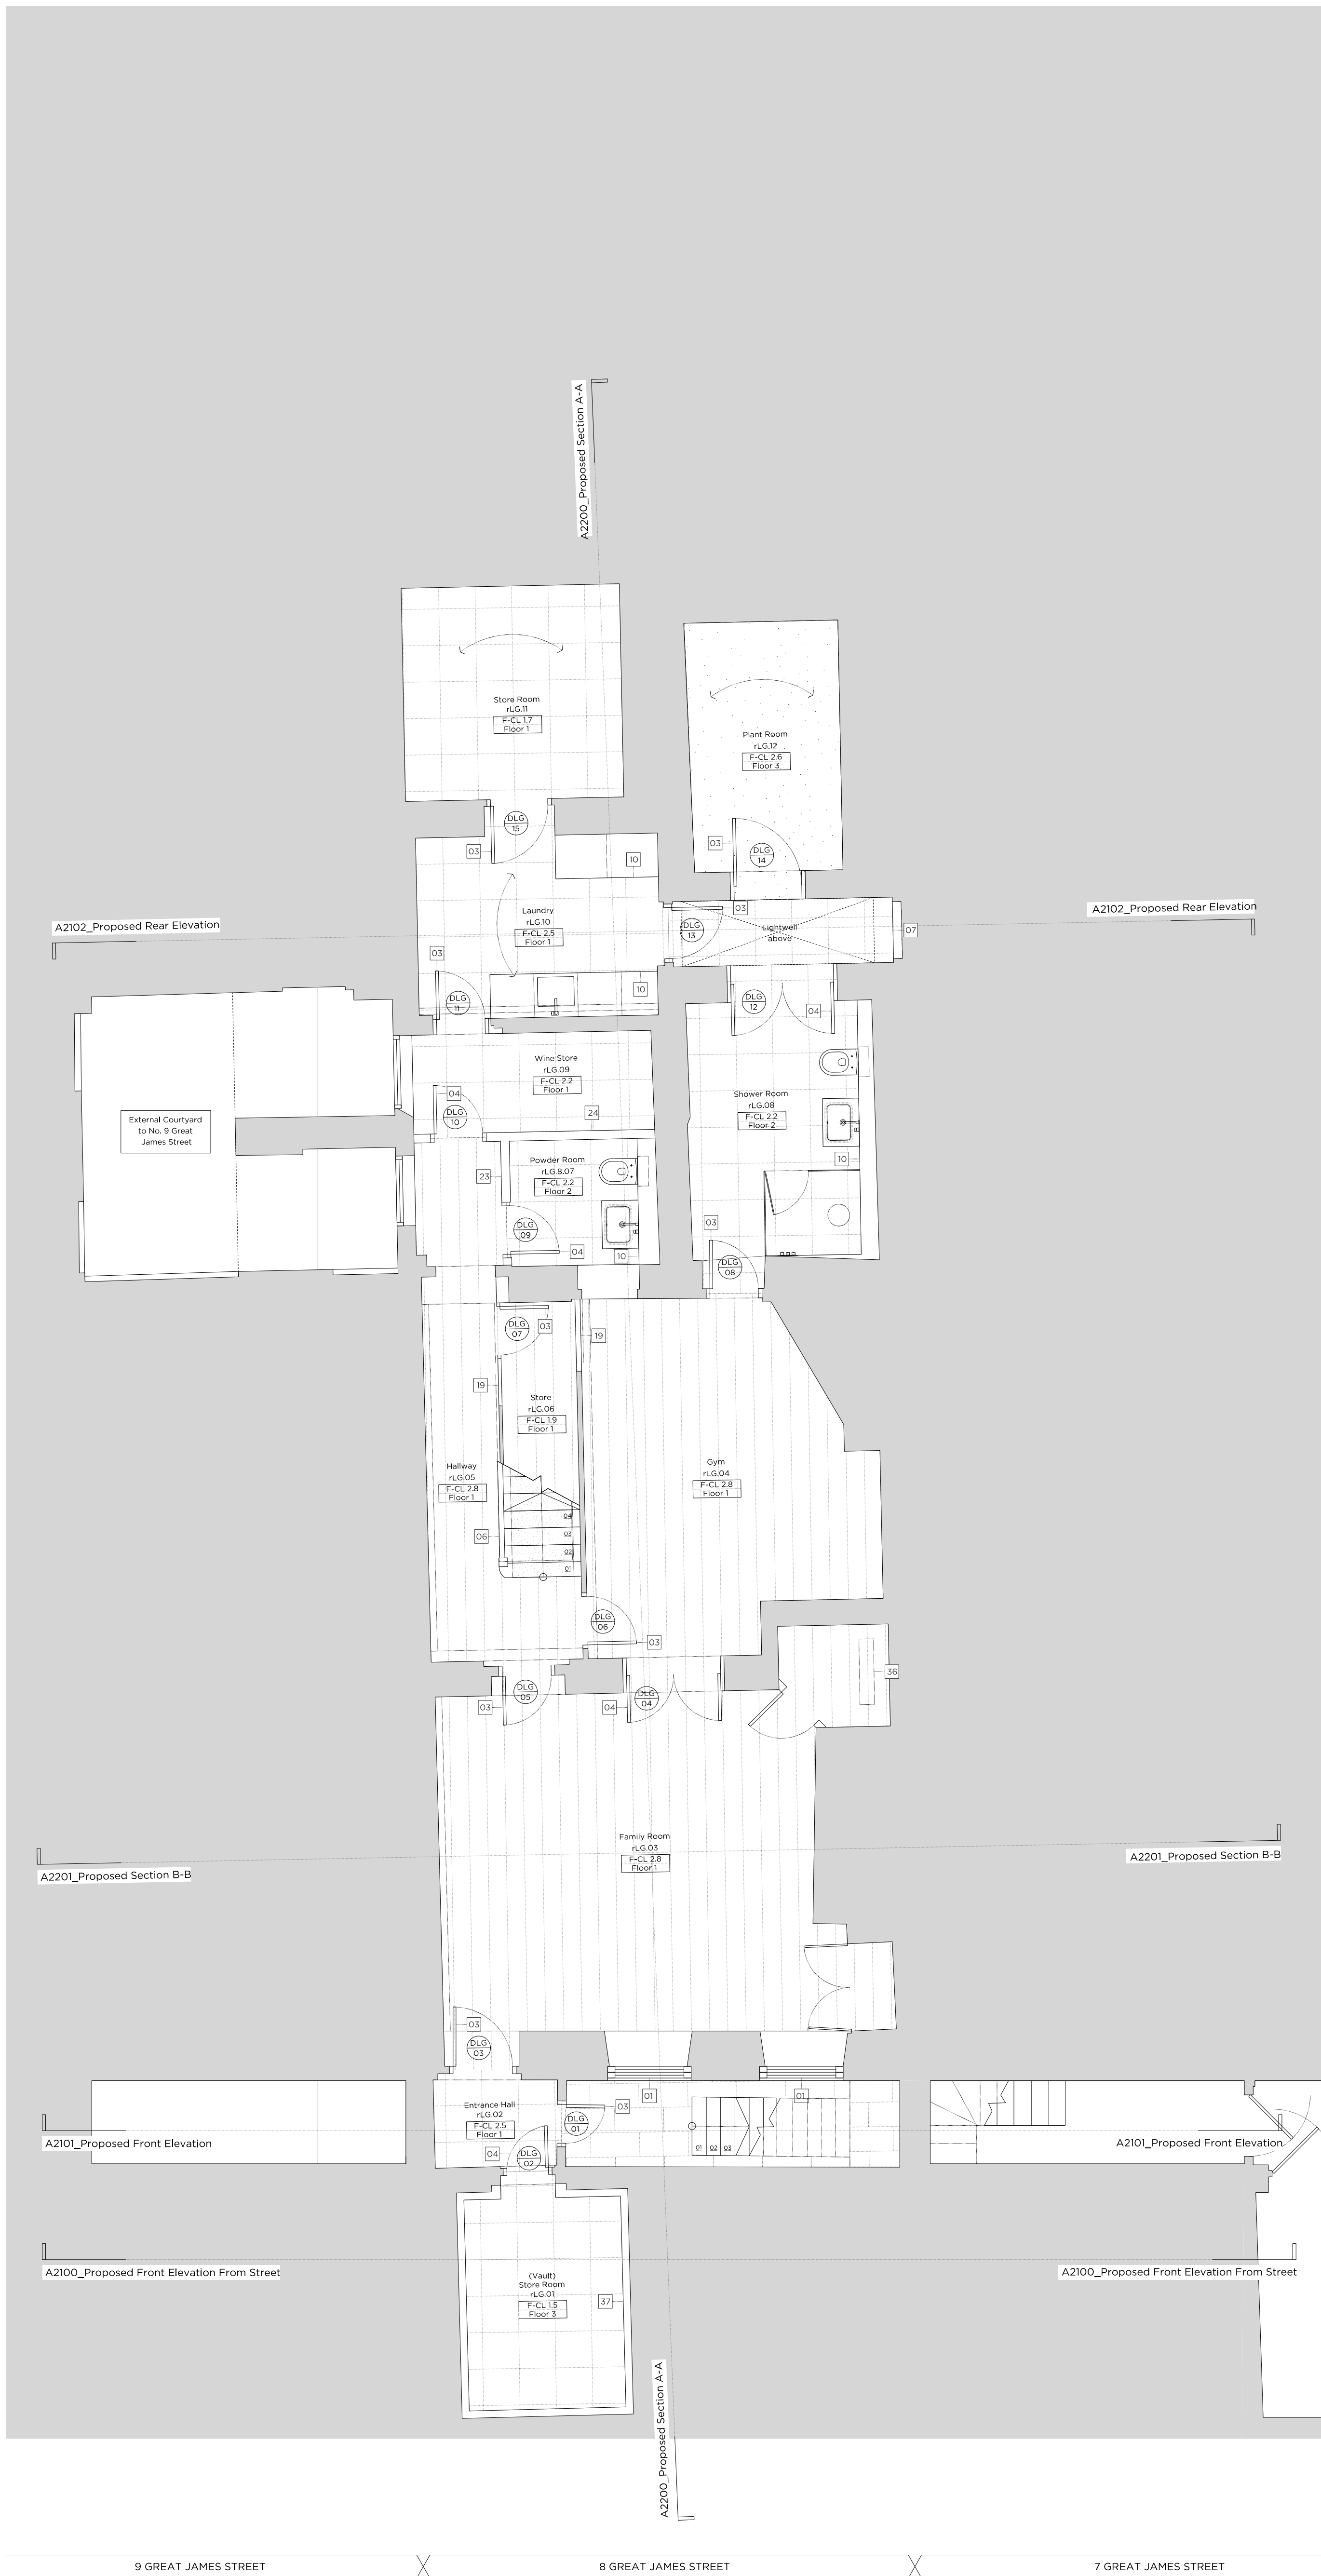 A2200_Proposed Section A-A
Store Room
rLG.11
F-CL 1.7
Floor 1
Plant Room
rLG.12
F-CL 2.6
Floor 3
DLG
15
03
10
03
DLG
14
Laundry
rLG.10
F-CL 2.5
Floor 1
03
DLG
13
Lightwell
above
07
A2102_Proposed Rear Elevation
A2102_Proposed Rear Elevation
03
10
DLG
11
DLG
12
04
Wine Store
rLG.09
F-CL 2.2
Floor 1
04
DLG
10
24
Shower Room
rLG.08
F-CL 2.2
Floor 2
External Courtyard
to No. 9 Great
James Street
10
Powder Room
rLG.8.07
F-CL 2.2
Floor 2
23
DLG
09
04
10
03
DLG
08
DLG
07
03
19
19
Store
rLG.06
F-CL 1.9
Floor 1
Hallway
rLG.05
F-CL 2.8
Floor 1
Gym
rLG.04
F-CL 2.8
Floor 1
06
04
03
02
01
DLG
06
03
36
DLG
05
03
04
DLG
04
Family Room
rLG.03
F-CL 2.8
Floor 1
A2201_Proposed Section B-B
A2201_Proposed Section B-B
03
DLG
03
01
01
Entrance Hall
rLG.02
F-CL 2.5
Floor 1
03
DLG
01
04
DLG
02
01 02 03
A2101_Proposed Front Elevation
A2101_Proposed Front Elevation
A2100_Proposed Front Elevation From Street
A2100_Proposed Front Elevation From Street
(Vault)
Store Room
rLG.01
F-CL 1.5
Floor 3
37
A2200_Proposed Section A-A
9 GREAT JAMES STREET
8 GREAT JAMES STREET
7 GREAT JAMES STREET